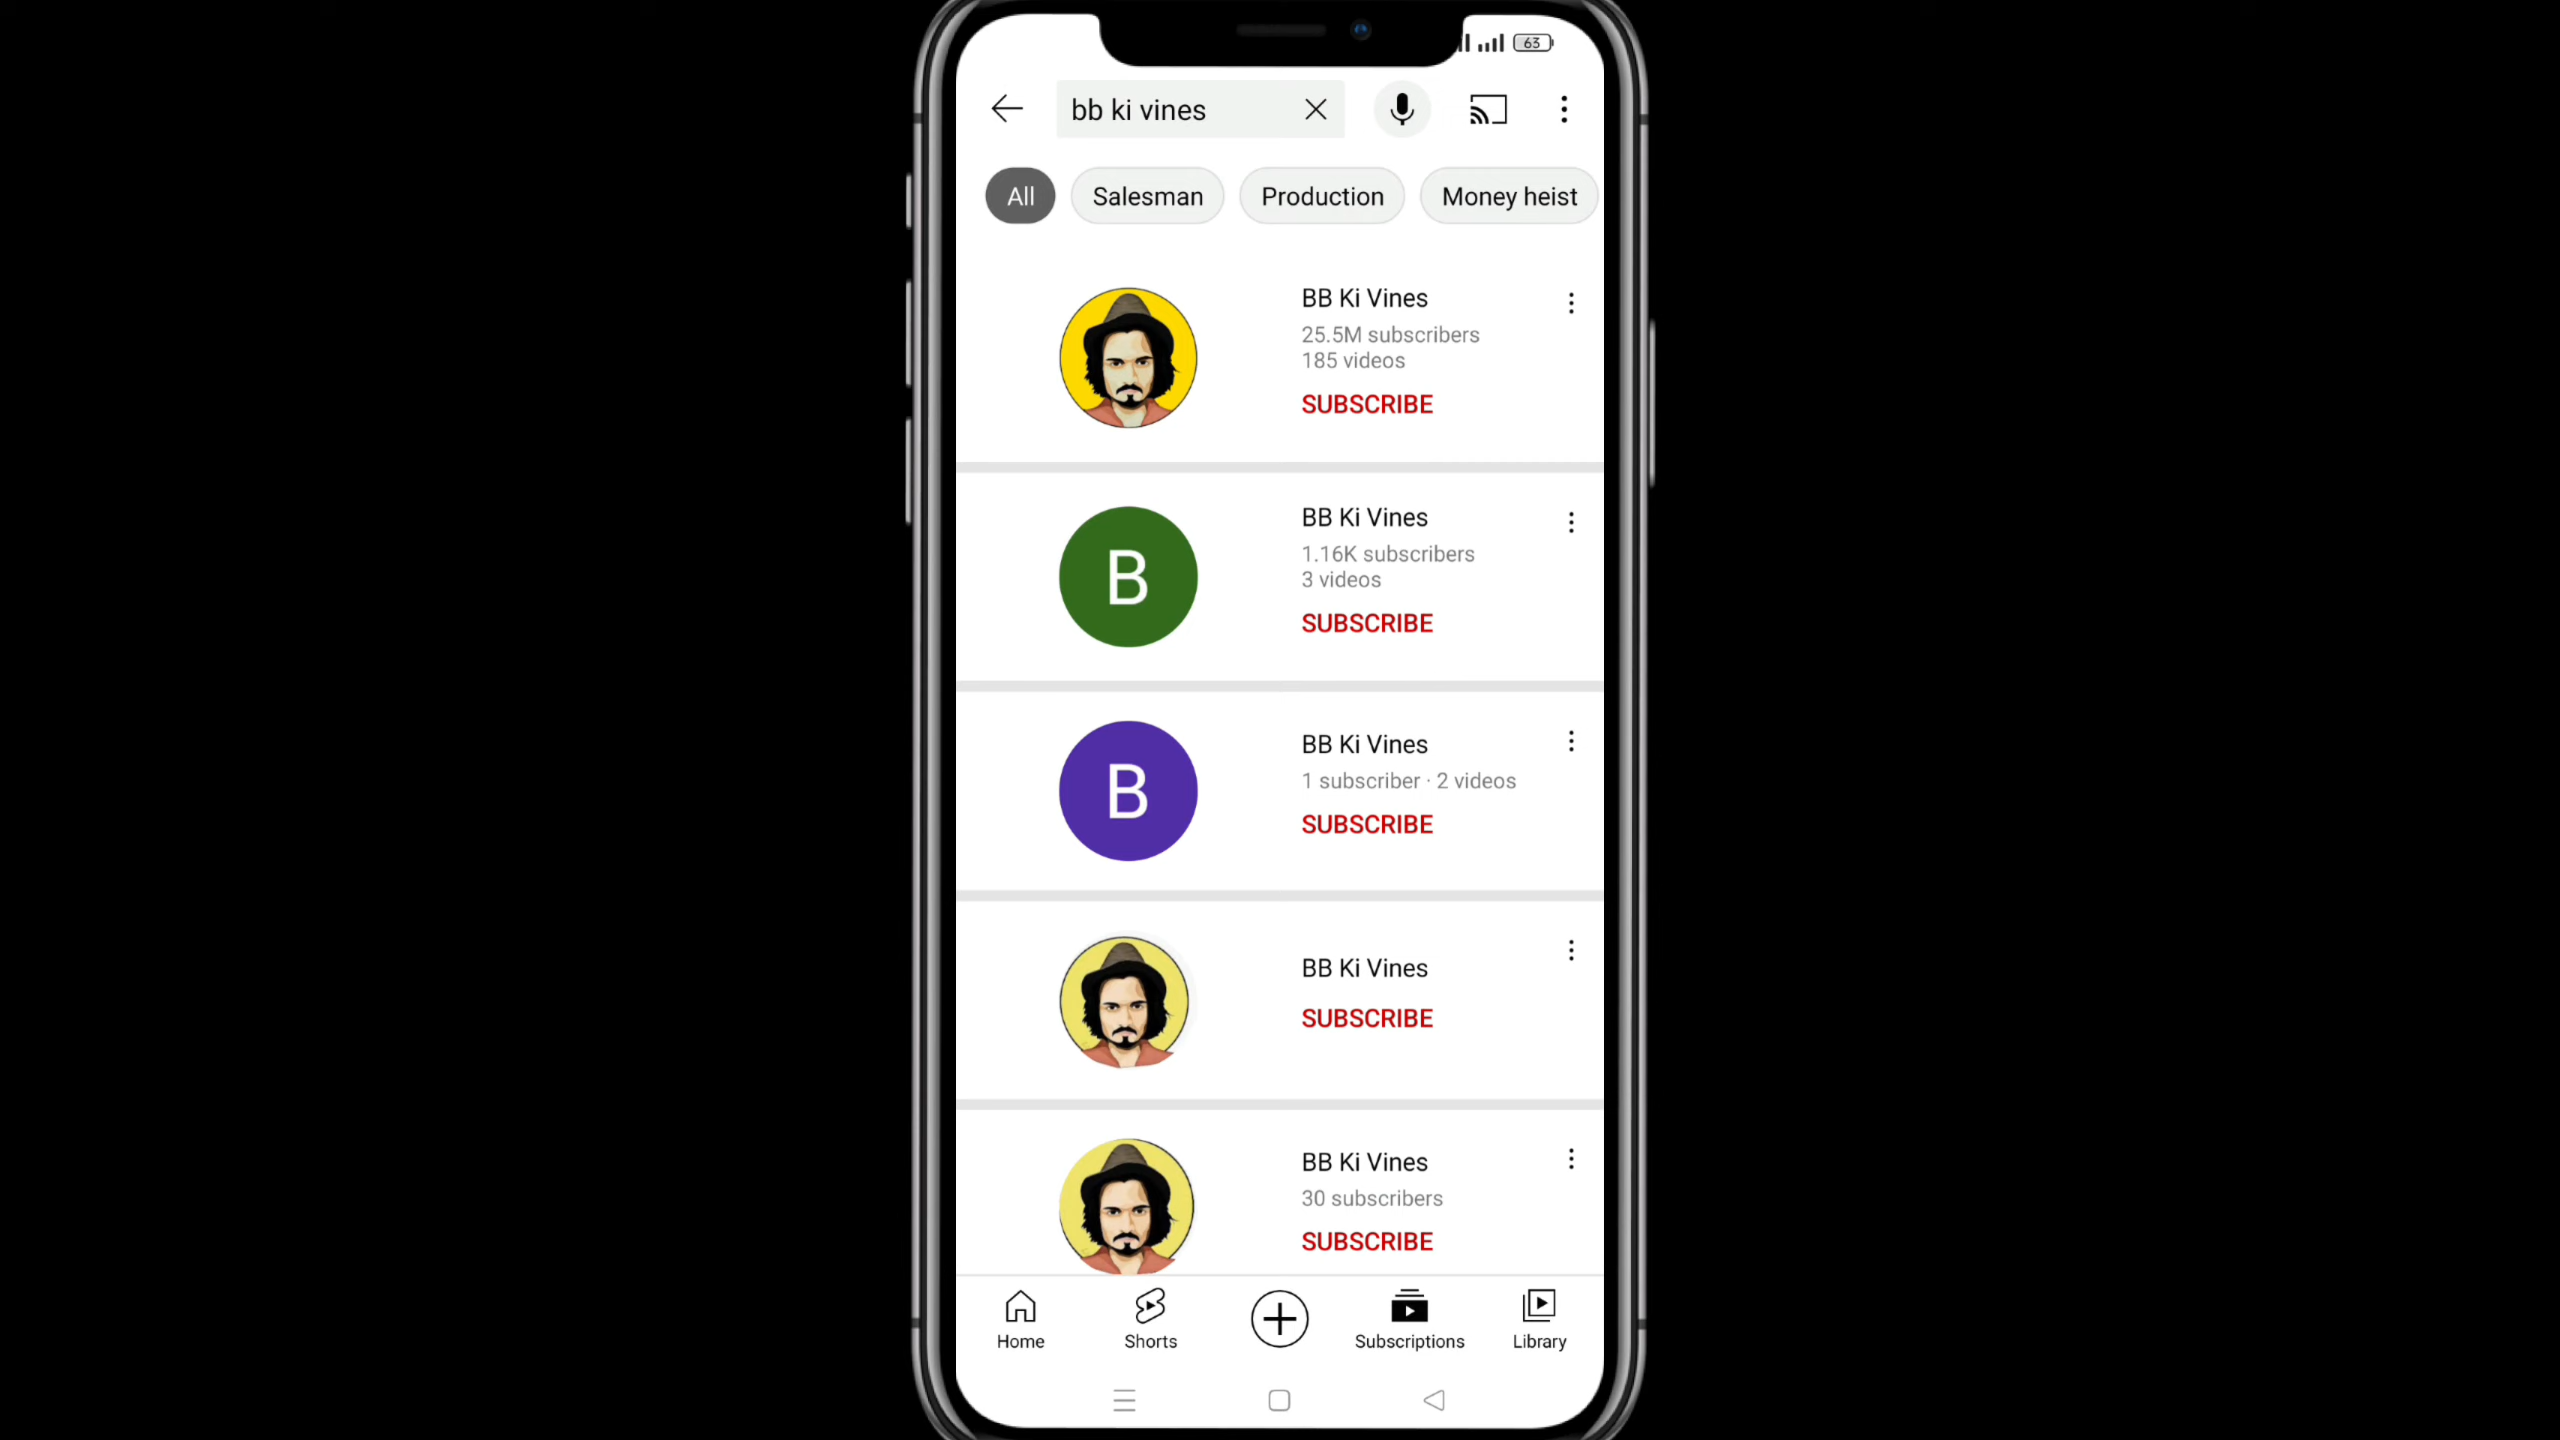 63
bb ki vines
All Salesman Production Money heist
BB Ki Vines
25.5M subscribers
185 videos
SUBSCRIBE
B
BB Ki Vines
1.16K subscribers
3 videos
SUBSCRIBE
B
BB Ki Vines
1 subscriber · 2 videos
SUBSCRIBE
BB Ki Vines
SUBSCRIBE
BB Ki Vines
30 subscribers
SUBSCRIBE
Home Shorts Subscriptions Library